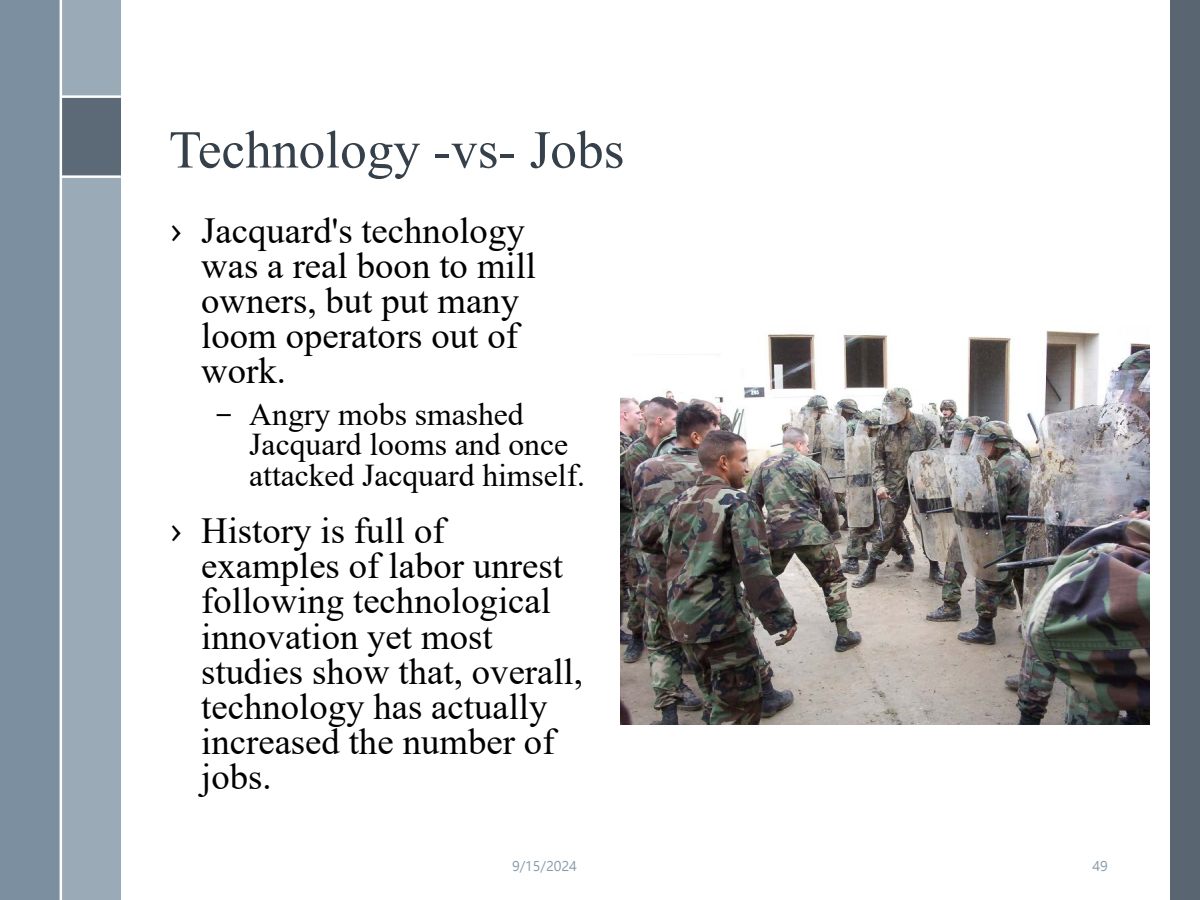 Technology -vs- Jobs
› Jacquard's technology
was a real boon to mill
owners, but put many
loom operators out of
work.
– Angry mobs smashed
Jacquard looms and once
attacked Jacquard himself.
› History is full of
examples of labor unrest
following technological
innovation yet most
studies show that, overall,
technology has actually
increased the number of
jobs.
9/15/2024
49